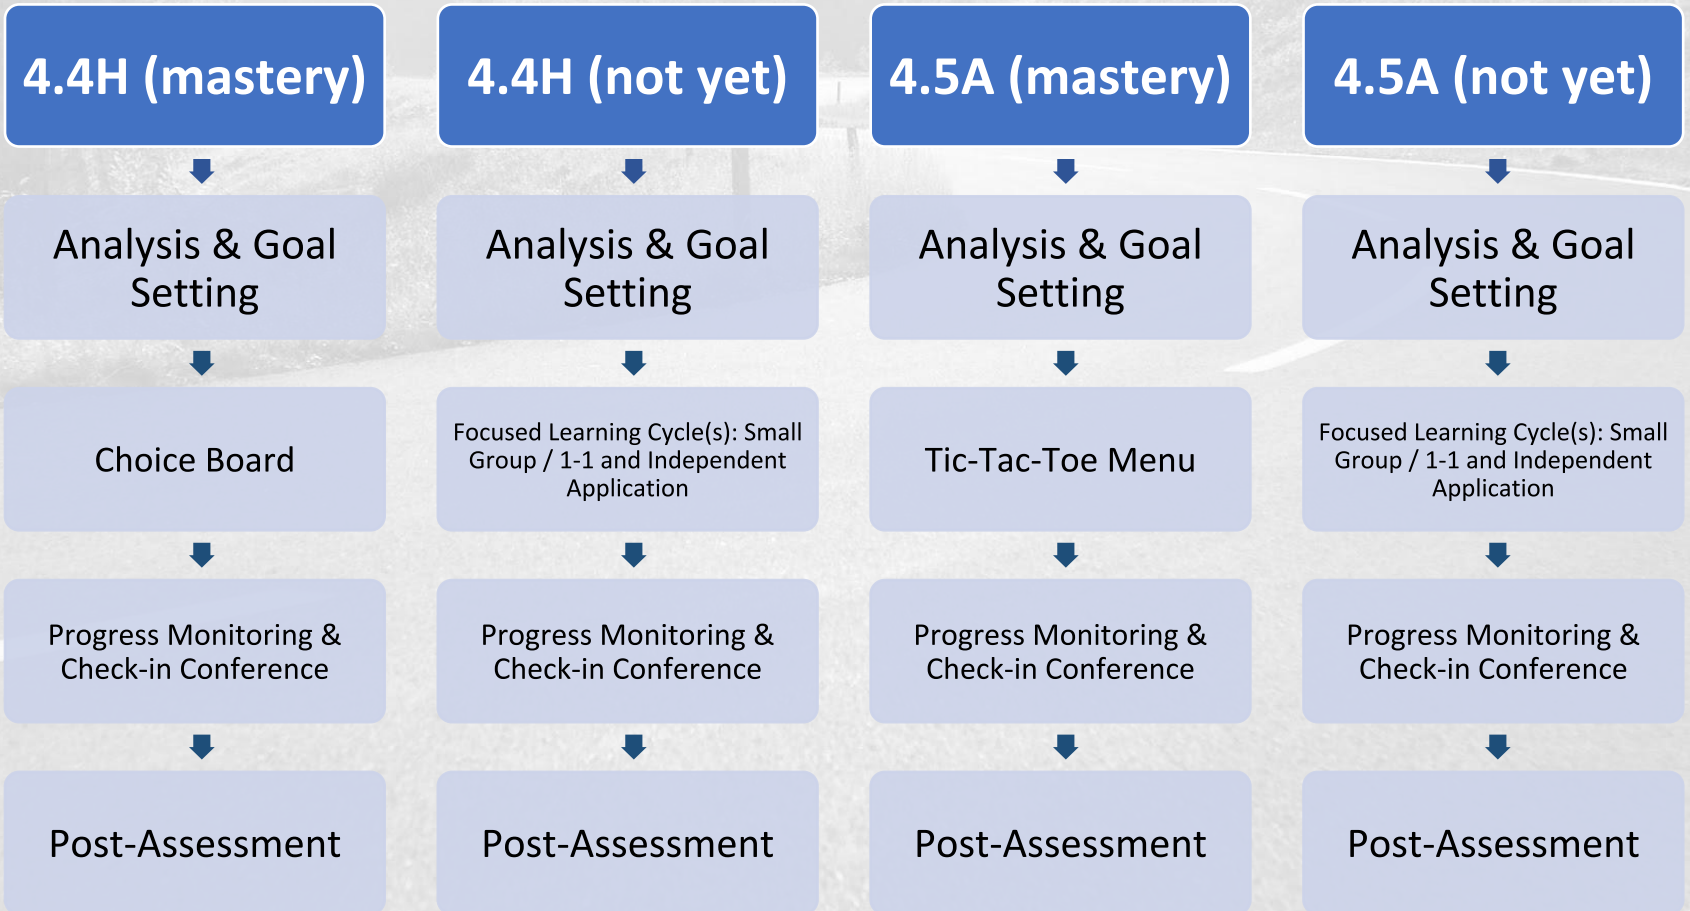 4.4H (mastery)
Analysis & Goal
Setting
Choice Board
Progress Monitoring &
Check-in Conference
Post-Assessment
4.4H (not yet)
Analysis & Goal
Setting
Focused Learning Cycle(s): Small
Group / 1-1 and Independent
Application
Progress Monitoring &
Check-in Conference
Post-Assessment
4.5A (mastery)
Analysis & Goal
Setting
Tic-Tac-Toe Menu
Progress Monitoring &
Check-in Conference
Post-Assessment
4.5A (not yet)
Analysis & Goal
Setting
Focused Learning Cycle(s): Small
Group / 1-1 and Independent
Application
Progress Monitoring &
Check-in Conference
Post-Assessment